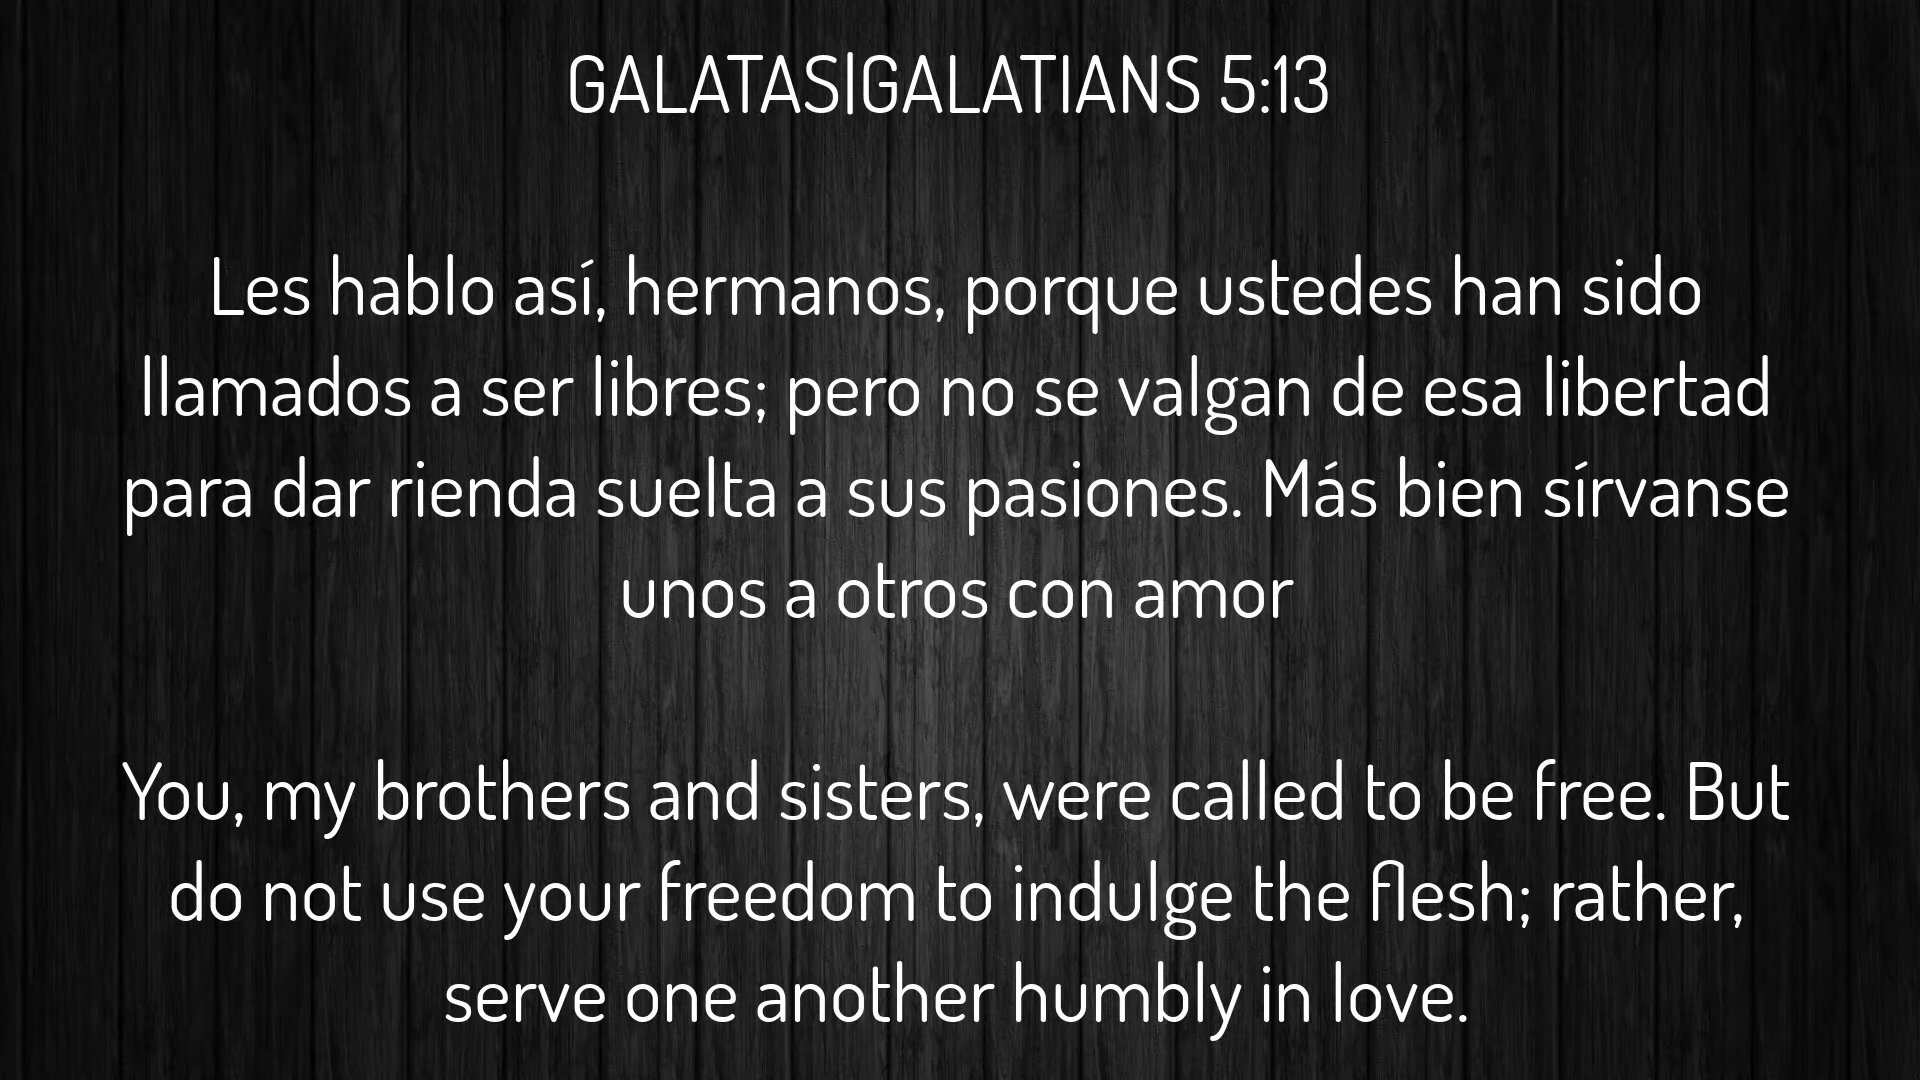 GALATAS|GALATIANS 5:13
Les hablo así, hermanos, porque ustedes han sido
llamados a ser libres; pero no se valgan de esa libertad
para dar rienda suelta a sus pasiones. Más bien sírvanse
unos a otros con amor
You, my brothers and sisters, were called to be free. But
do not use your freedom to indulge the flesh; rather,
serve one another humbly in love.